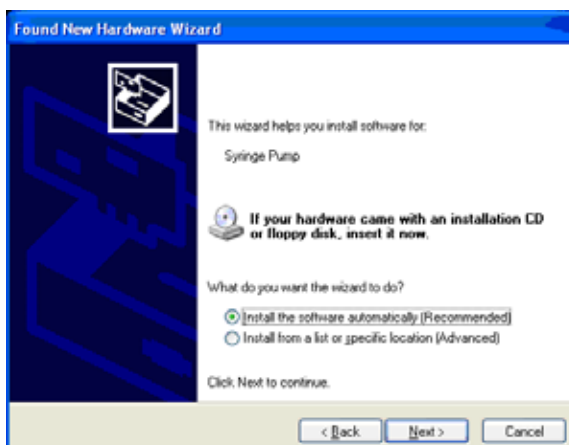 Found New Hardware Wizard
This wizard helps you install software for:
Syringe Pump
If your hardware came with an installation CD
or floppy disk, insert it now.
What do you want the wizard to do?
Install the software automatically (Recommended)
Install from a list or specific location (Advanced)
Click Next to continue.
< Back Next > Cancel